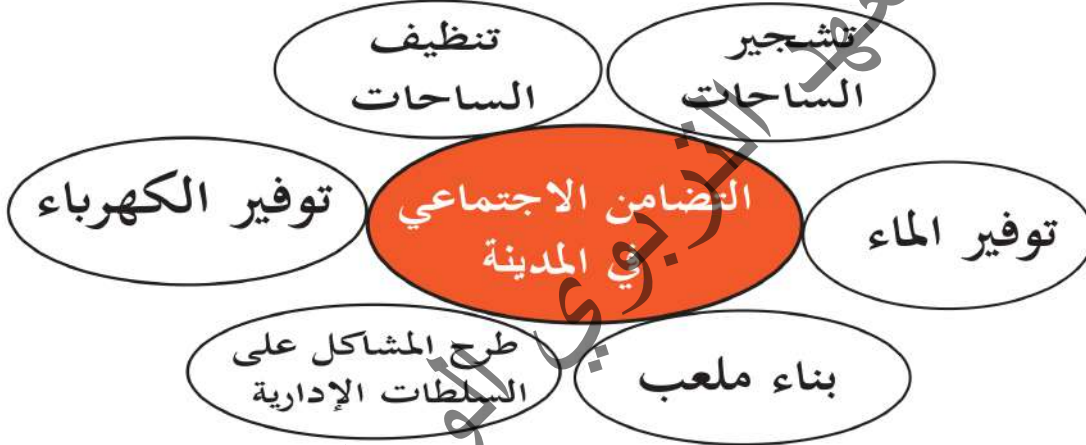 تشجير
الساحات
تنظيف
الساحات
التضامن الاجتماعي
في المدينة
توفير الماء
توفير الكهرباء
بناء ملعب
طرح المشاكل على
السلطات الإدارية
التربوي